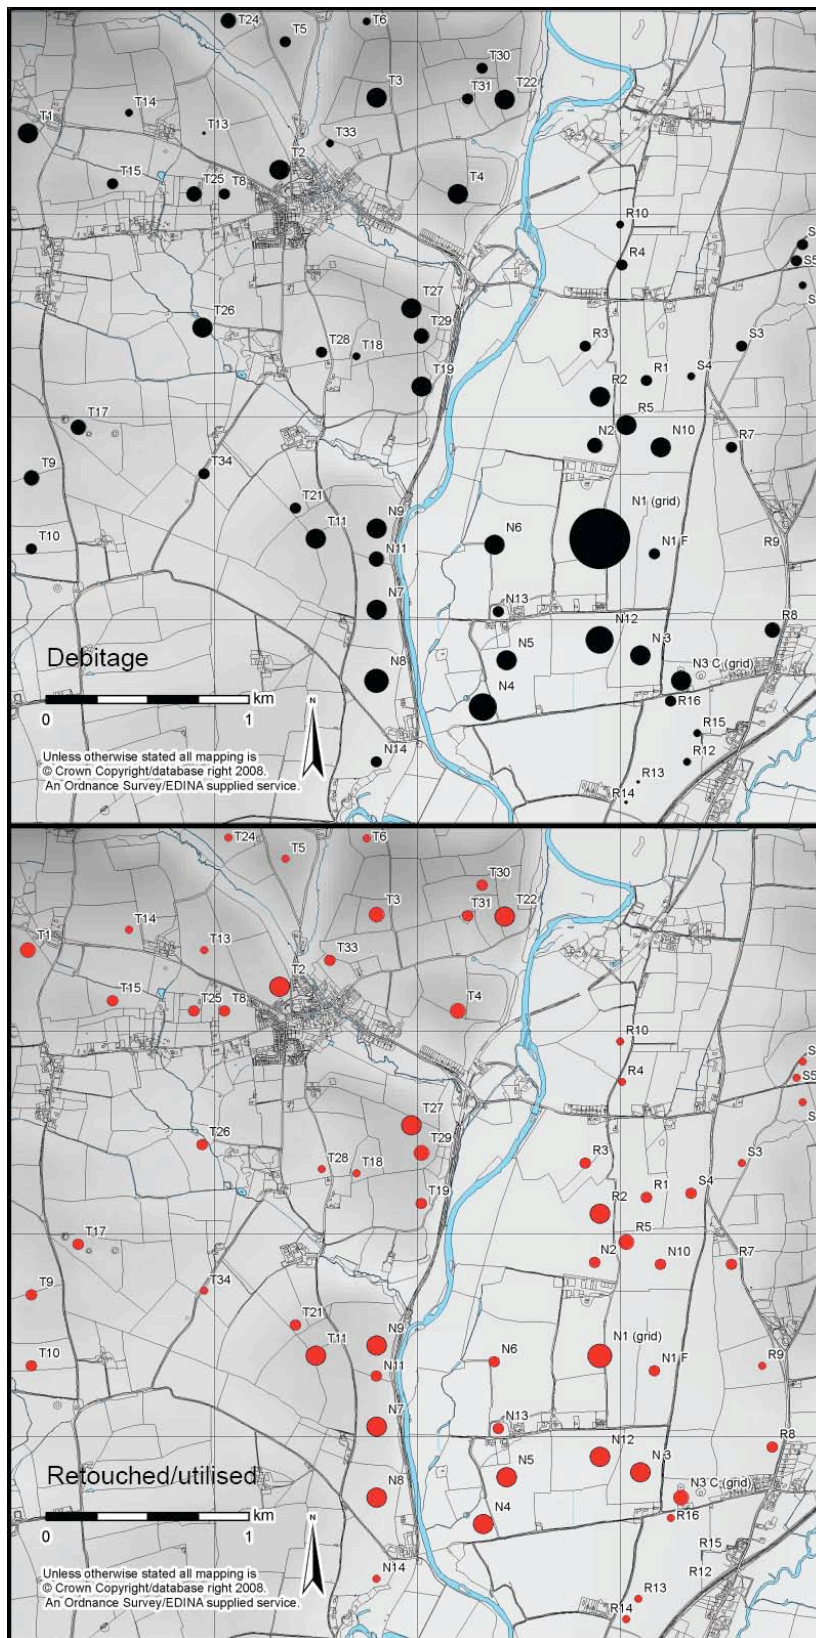 T24
T5
T6
T30
T3
T31
T22
T1
T14
T13
T33
T2
T15
T25
T8
T4
R10
S
R4
S5
S
T27
T26
T29
R3
S3
T28
T18
T19
R1
S4
R2
R5
T17
N2
N10
R7
T9
T34
T21
N9
N1 (grid)
T11
N6
T10
N11
N1 F
R9
N7
N13
N12
R8
N3
Debitage
N5
N8
N3 C (grid)
N4
R16
km
0
1
N
R15
Unless otherwise stated all mapping is
© Crown Copyright/database right 2008.
An Ordnance Survey/EDINA supplied service.
N14
R12
R13
R14
T24
T5
T6
T30
T3
T31
T22
T1
T14
T13
T33
T2
T15
T25
T8
T4
R10
S
R4
S5
S
T27
T26
T29
R3
S3
T28
T18
T19
R1
S4
R2
R5
T17
N2
N10
R7
T9
T34
T21
N9
N1 (grid)
T11
N6
T10
N11
N1 F
R9
N7
N13
N12
R8
N3
Retouched/utilised
N5
N8
N3 C (grid)
N4
R16
km
0
1
N
R15
Unless otherwise stated all mapping is
© Crown Copyright/database right 2008.
An Ordnance Survey/EDINA supplied service.
N14
R12
R13
R14